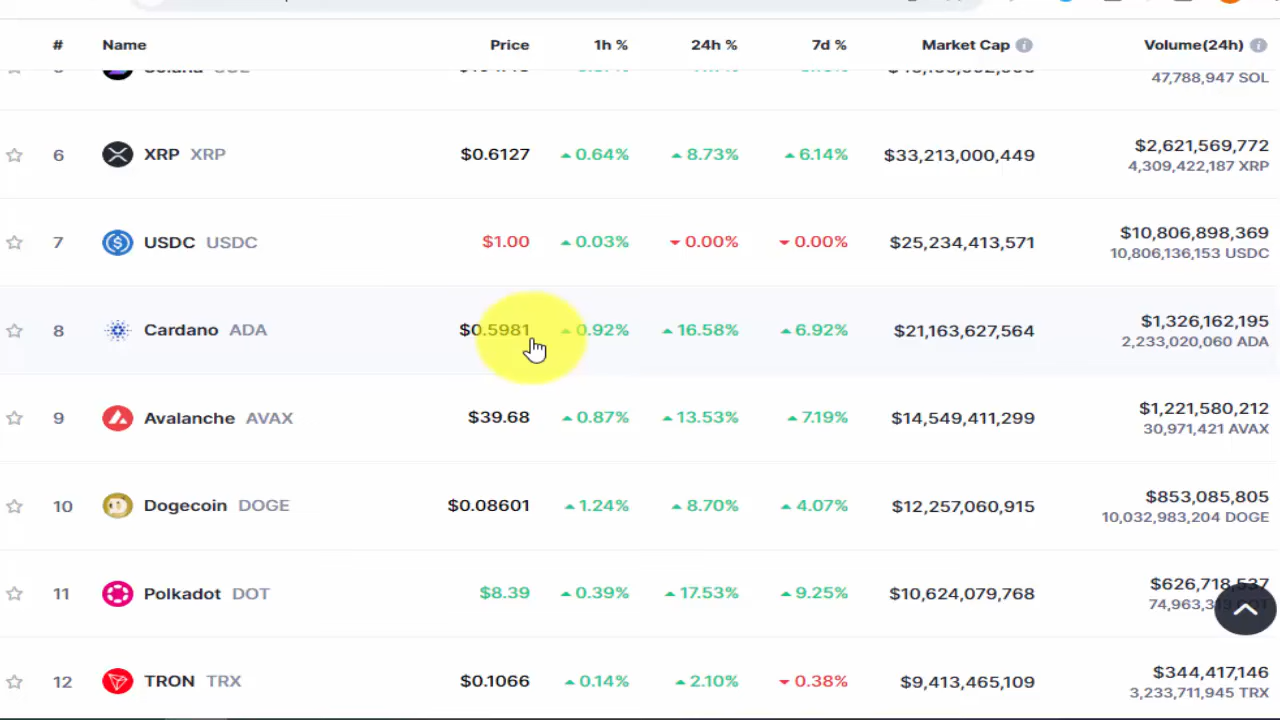 # Name Price 1h % 24h % 7d % Market Cap Volume(24h)
47,788,947 SOL
6 XRP XRP $0.6127 0.64% 8.73% 6.14% $33,213,000,449 $2,621,569,772
4,309,422,187 XRP
7 USDC USDC $1.00 0.03% 0.00% 0.00% $25,234,413,571 $10,806,898,369
10,806,136,153 USDC
8 Cardano ADA $0.5981 0.92% 16.58% 6.92% $21,163,627,564 $1,326,162,195
2,233,020,060 ADA
9 Avalanche AVAX $39.68 0.87% 13.53% 7.19% $14,549,411,299 $1,221,580,212
30,971,421 AVAX
10 Dogecoin DOGE $0.08601 1.24% 8.70% 4.07% $12,257,060,915 $853,085,805
10,032,983,204 DOGE
11 Polkadot DOT $8.39 0.39% 17.53% 9.25% $10,624,079,768 $626,718,537
12 TRON TRX $0.1066 0.14% 2.10% 0.38% $9,413,465,109 $344,417,146
3,233,711,945 TRX